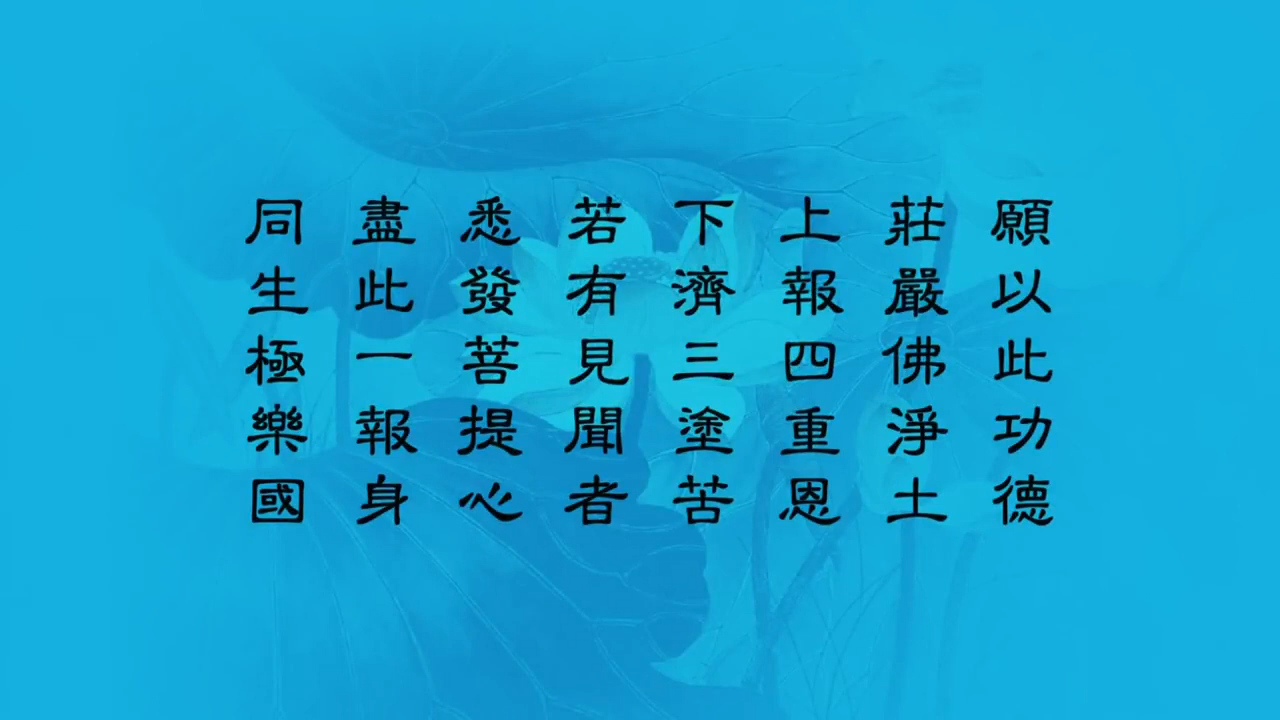 願以此功德
莊嚴佛淨土
上報四重恩
下濟三塗苦
若有見聞者
悉發菩提心
盡此一報身
同生極樂國